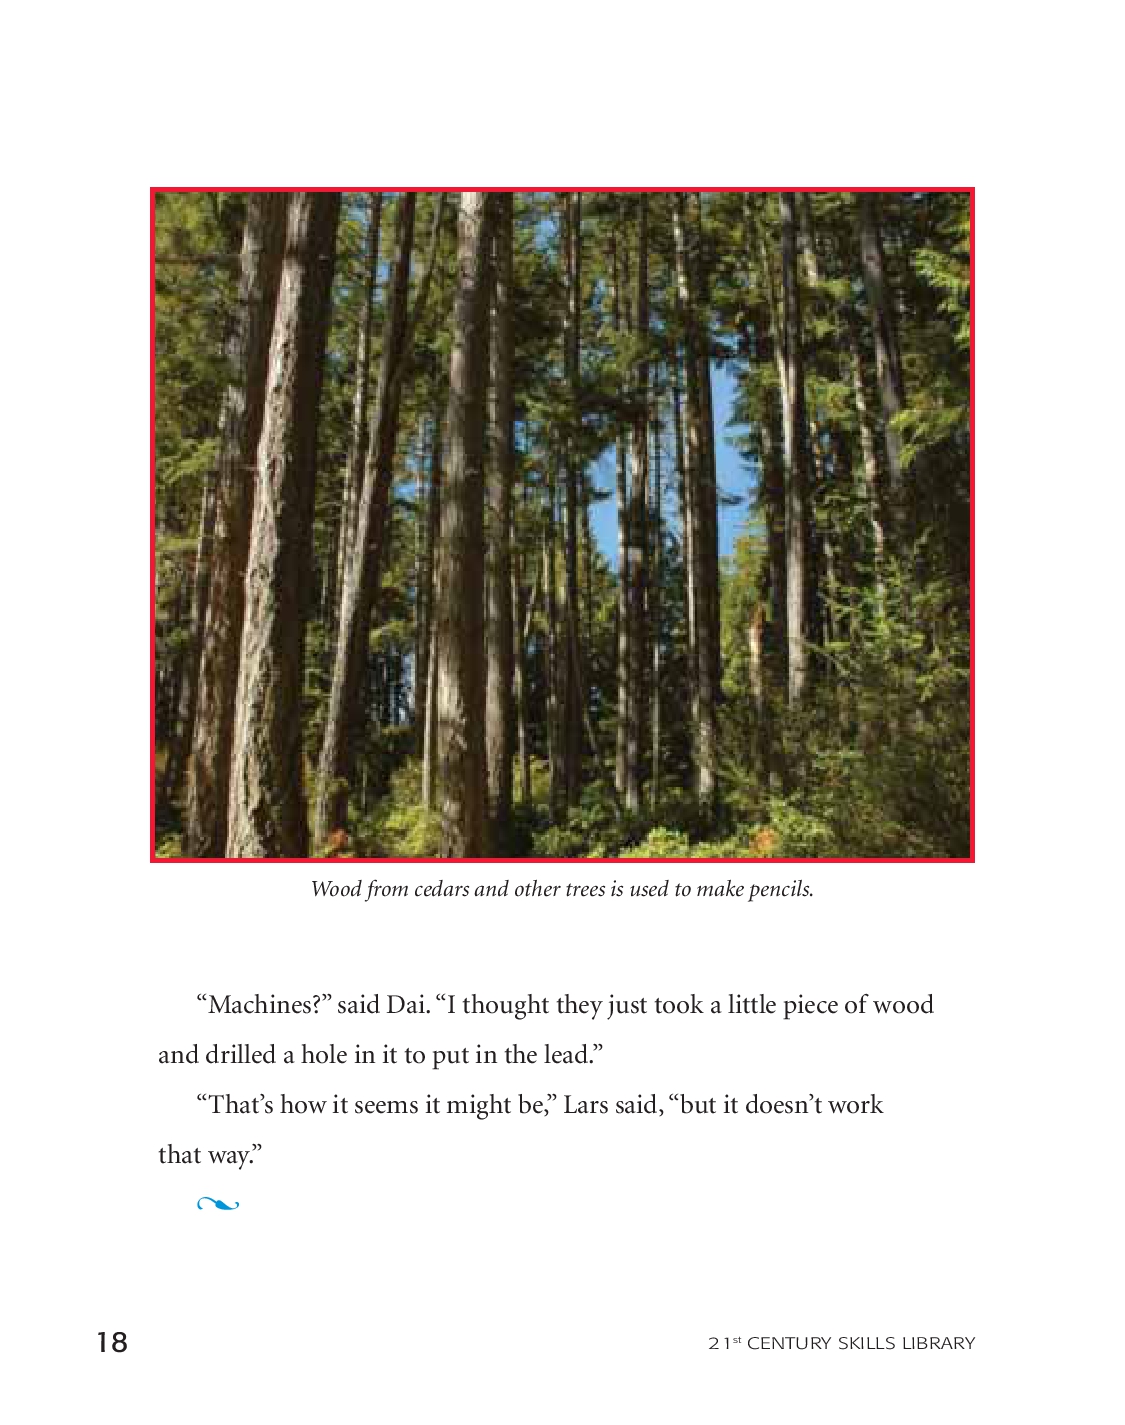 Wood from cedars and other trees is used to make pencils.
“Machines?” said Dai. “I thought they just took a little piece of wood
and drilled a hole in it to put in the lead.”
“That’s how it seems it might be,” Lars said, “but it doesn’t work
that way.”
18
21st CENTURY SKILLS LIBRARY